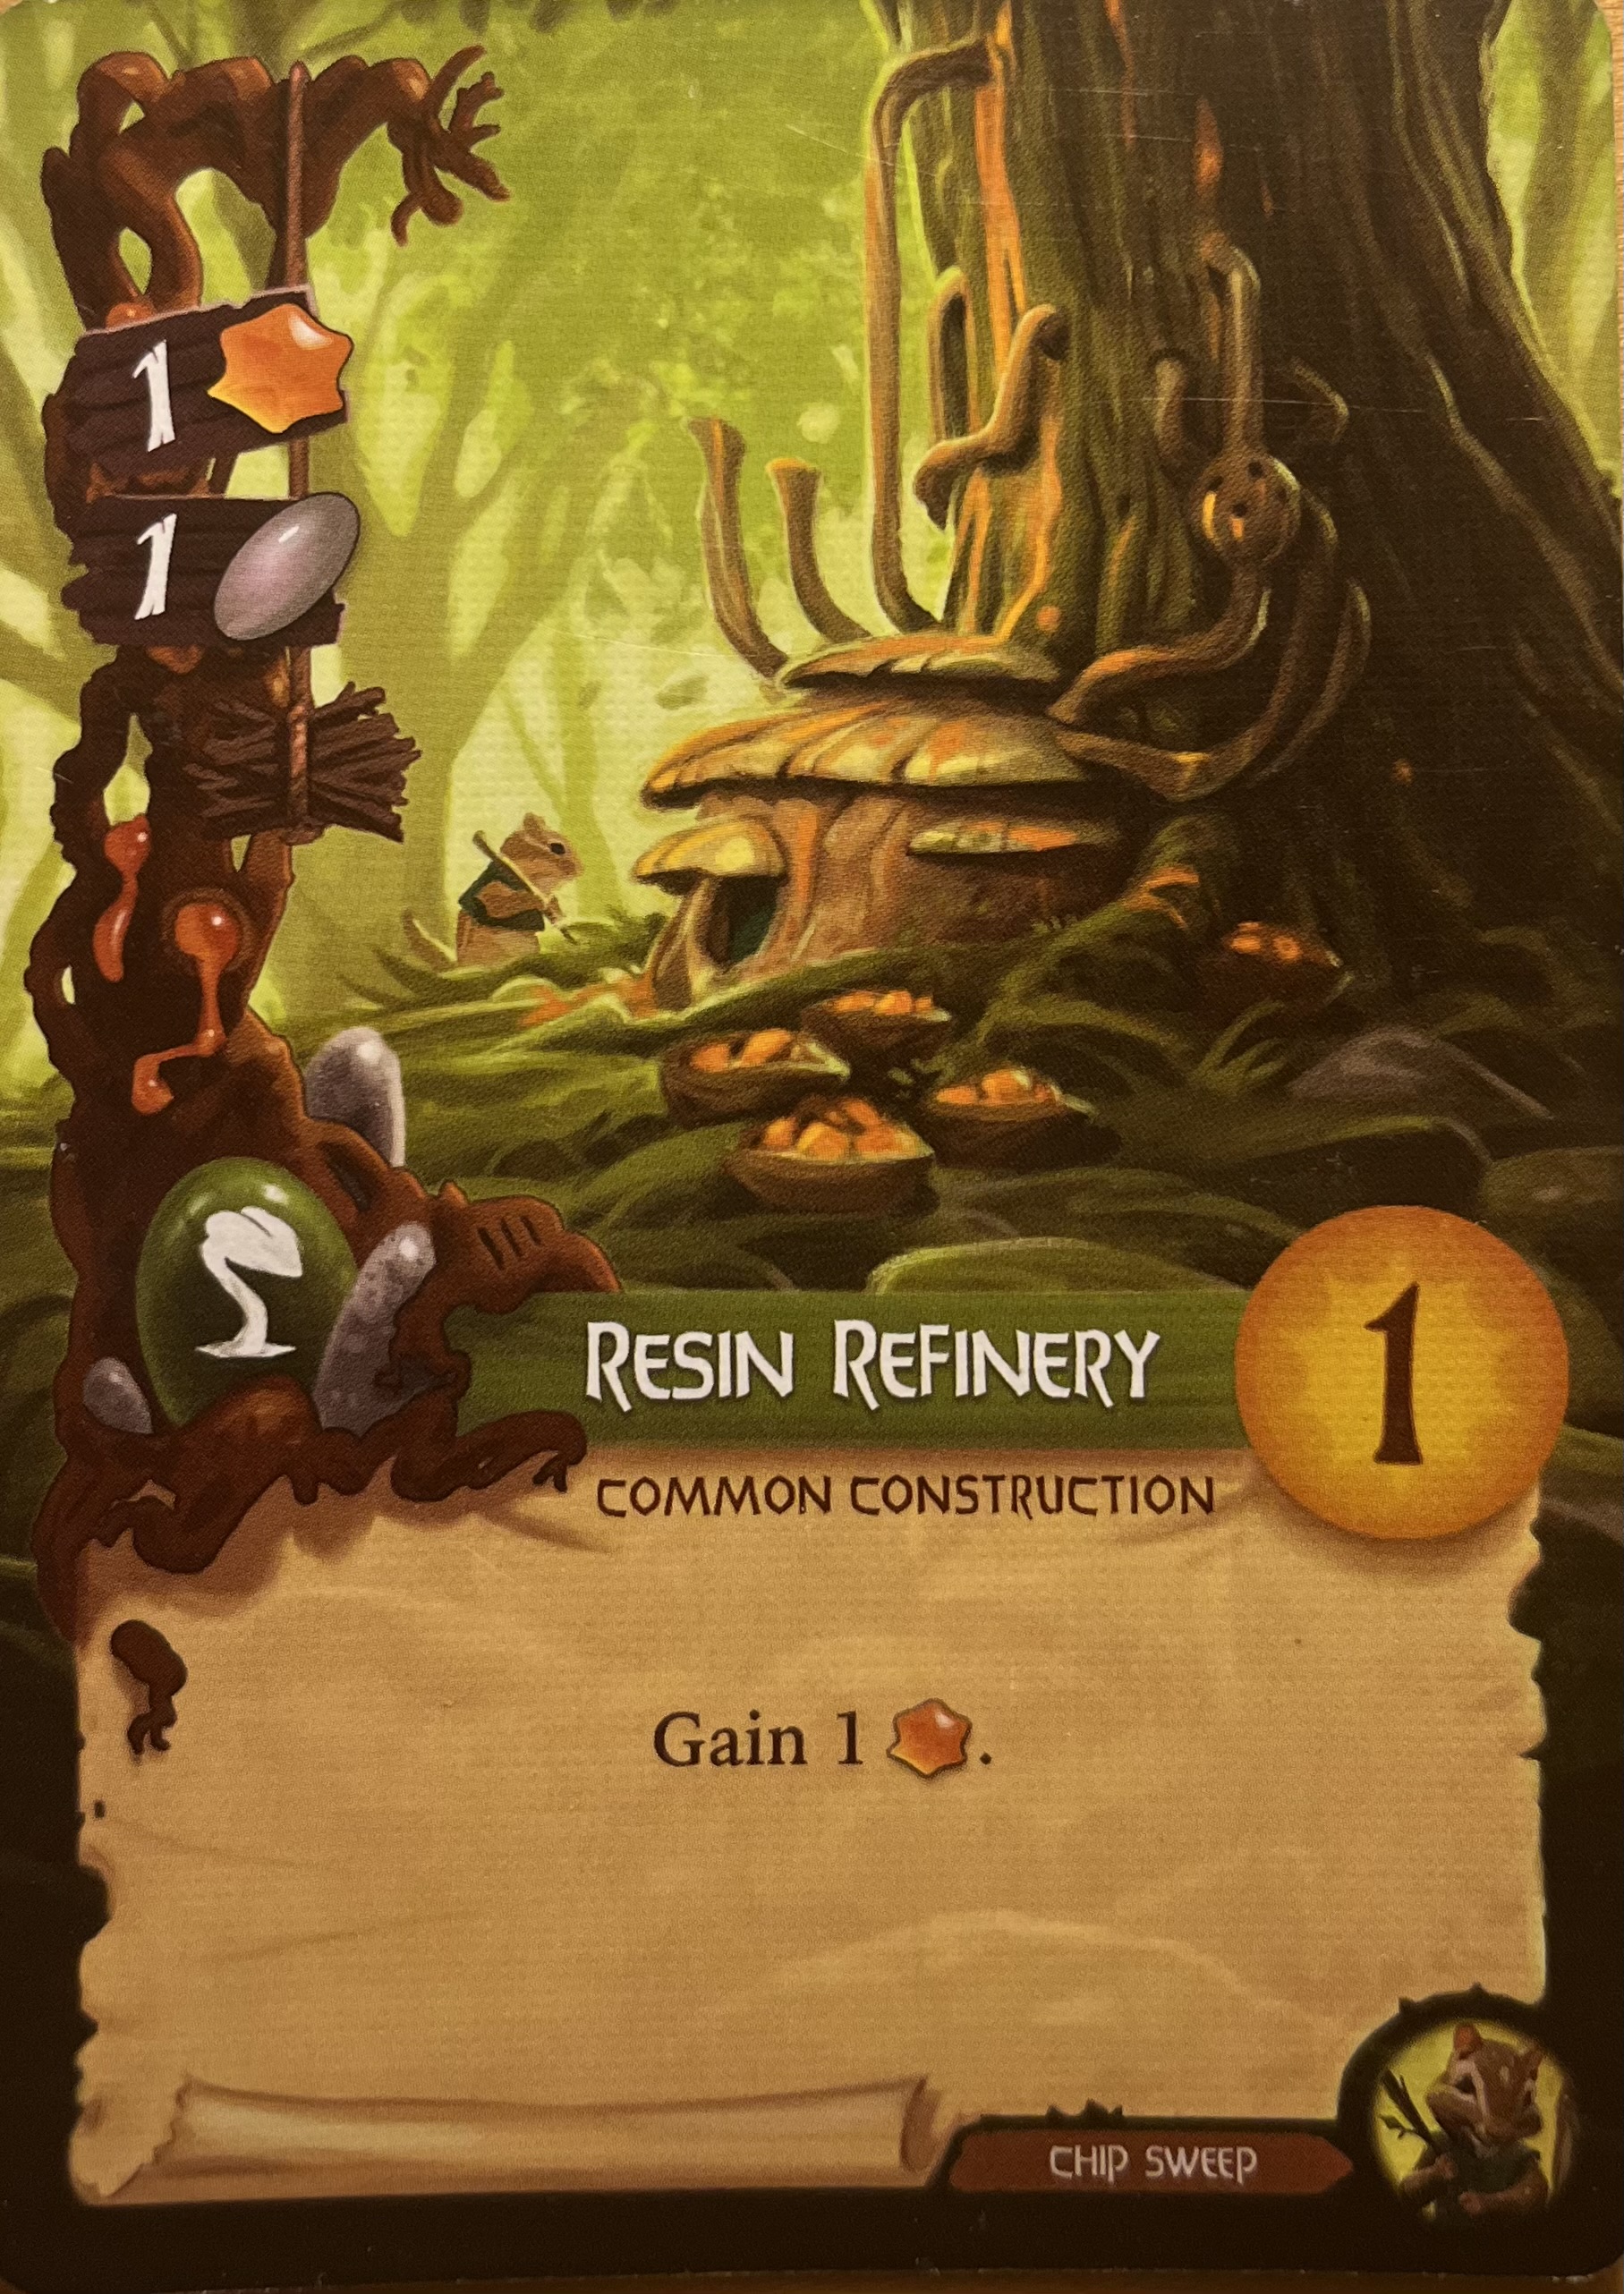 1
1
RESIN REFINERY
1
COMMON CONSTRUCTION
Gain 1 .
CHIP SWEEP